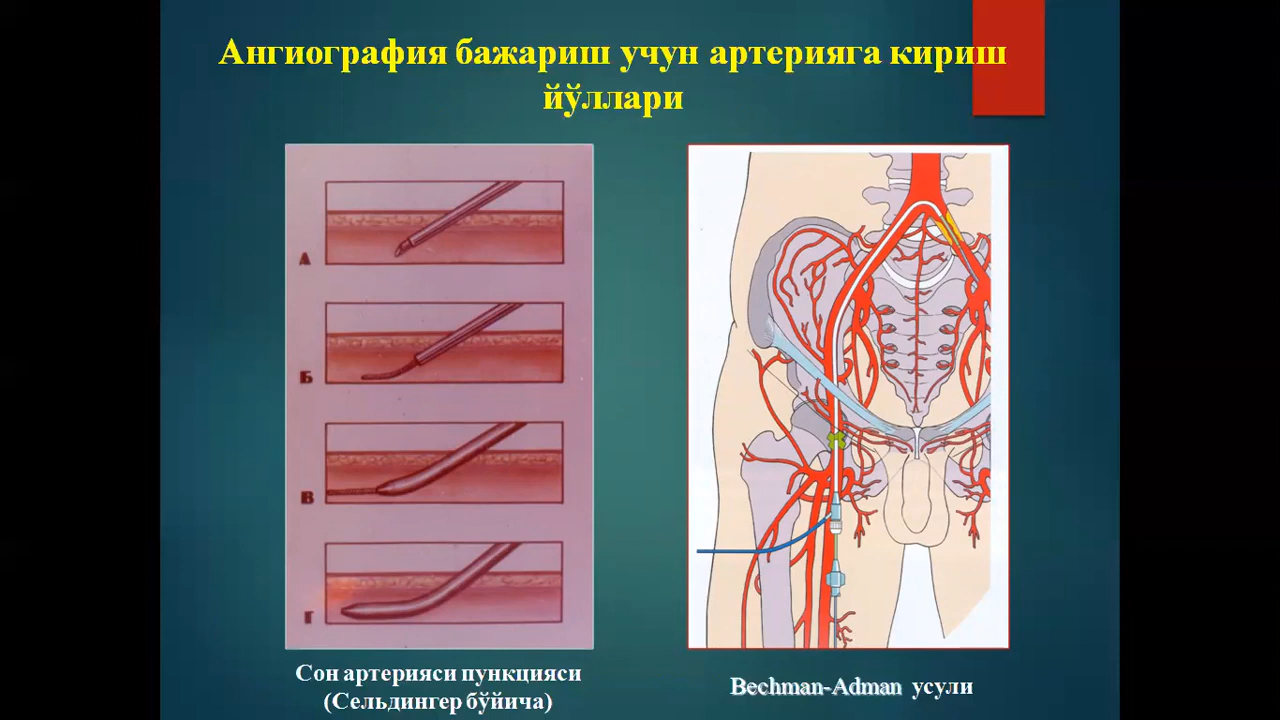 Ангиография бажариш учун артерияга кириш
йўллари
А
Б
В
Г
Сон артерияси пункцияси
(Сельдингер бўйича)
Bechman-Adman усули